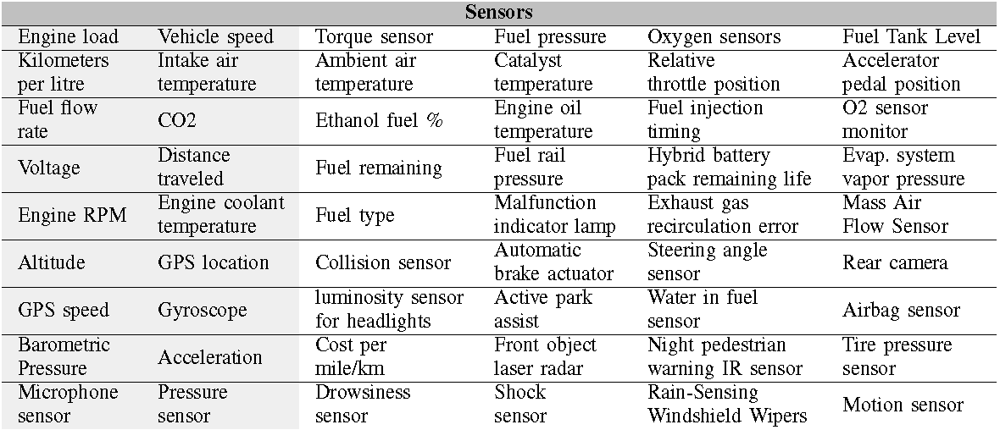 Sensors
Engine load Vehicle speed Torque sensor Fuel pressure Oxygen sensors Fuel Tank Level
Kilometers Intake air Ambient air Catalyst Relative Accelerator
per litre temperature temperature temperature throttle position pedal position
Fuel flow CO2 Ethanol fuel % Engine oil Fuel injection O2 sensor
rate temperature timing monitor
Voltage Distance Fuel remaining Fuel rail Hybrid battery Evap. system
traveled pressure pack remaining life vapor pressure
Engine RPM Engine coolant Fuel type Malfunction Exhaust gas Mass Air
temperature indicator lamp recirculation error Flow Sensor
Altitude GPS location Collision sensor Automatic Steering angle Rear camera
brake actuator sensor
GPS speed Gyroscope luminosity sensor Active park Water in fuel Airbag sensor
for headlights assist sensor
Barometric Acceleration Cost per Front object Night pedestrian Tire pressure
Pressure mile/km laser radar warning IR sensor sensor
Microphone Pressure Drowsiness Shock Rain-Sensing Motion sensor
sensor sensor sensor sensor Windshield Wipers